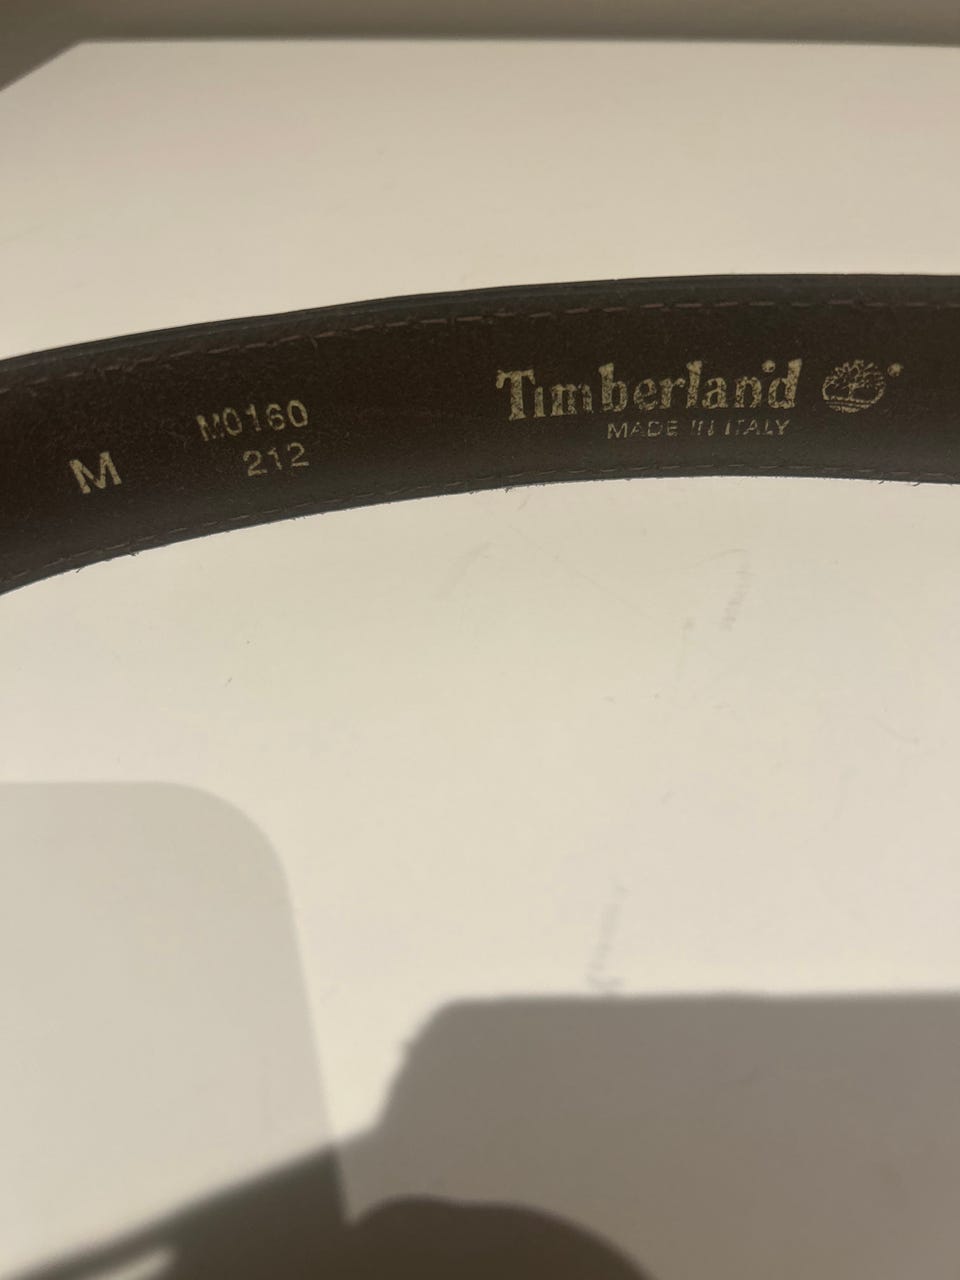 Timberland
MADE IN ITALY
M0160
212
M